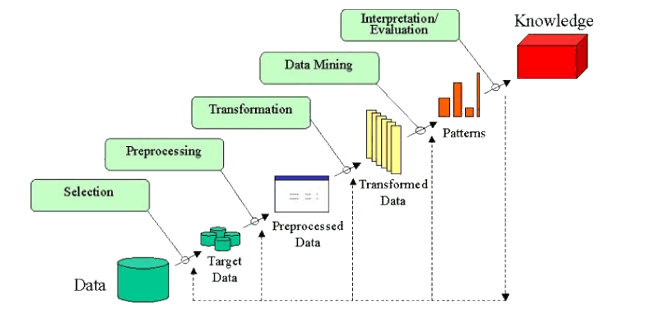 Interpretation/
Evaluation
Knowledge
Data Mining
Transformation
Patterns
Preprocessing
Transformed
Data
Selection
Preprocessed
Data
Target
Data
Data